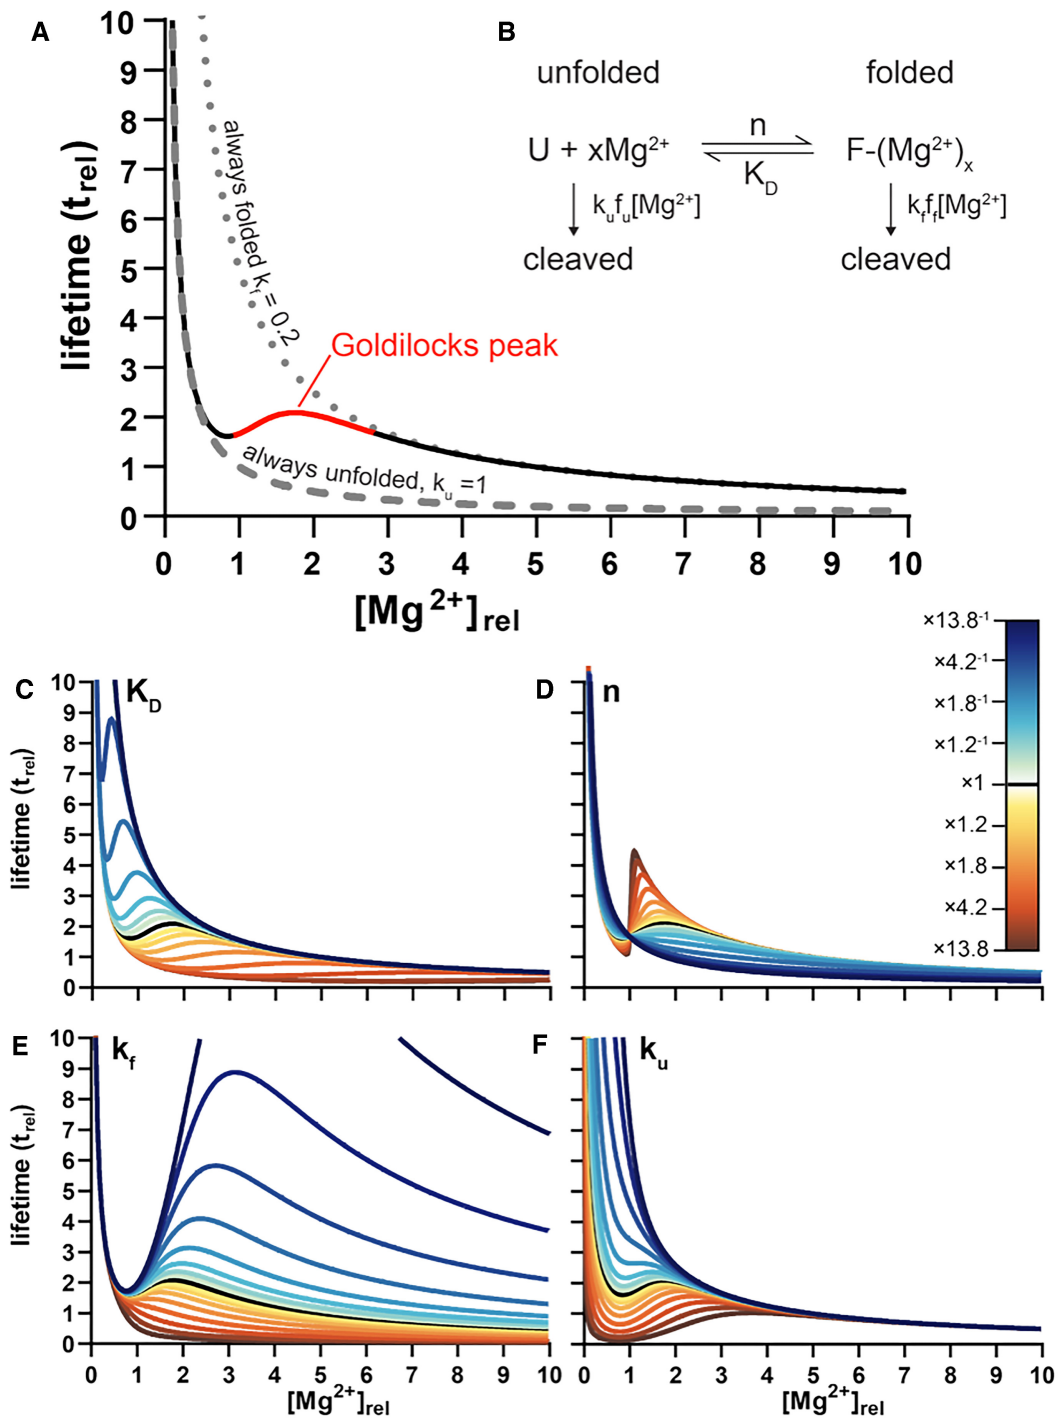 A
B
10
9
8
7
6
5
4
3
2
1
0
lifetime (t_rel)
always folded k_f = 0.2
Goldilocks peak
always unfolded, k_u =1
0 1 2 3 4 5 6 7 8 9 10
[Mg²⁺]_rel
unfolded folded
U + xMg²⁺ n K_D F-(Mg²⁺)_x
k_uf_u[Mg²⁺] k_ff_f[Mg²⁺]
cleaved cleaved
×13.8⁻¹
×4.2⁻¹
×1.8⁻¹
×1.2⁻¹
×1
×1.2
×1.8
×4.2
×13.8
C
K_D
10
9
8
7
6
5
4
3
2
1
0
lifetime (t_rel)
D
n
E
k_f
10
9
8
7
6
5
4
3
2
1
0
lifetime (t_rel)
0 1 2 3 4 5 6 7 8 9 10
[Mg²⁺]_rel
F
k_u
0 1 2 3 4 5 6 7 8 9 10
[Mg²⁺]_rel